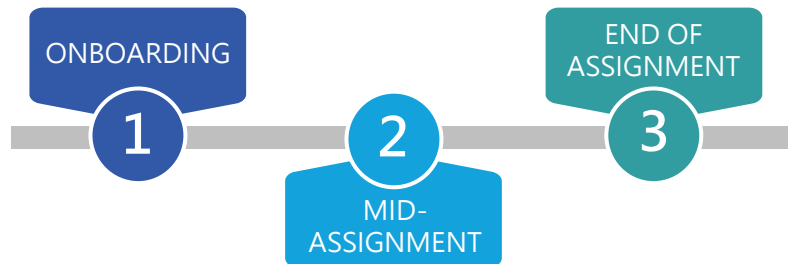 ONBOARDING
1
2
MID-
ASSIGNMENT
END OF
ASSIGNMENT
3